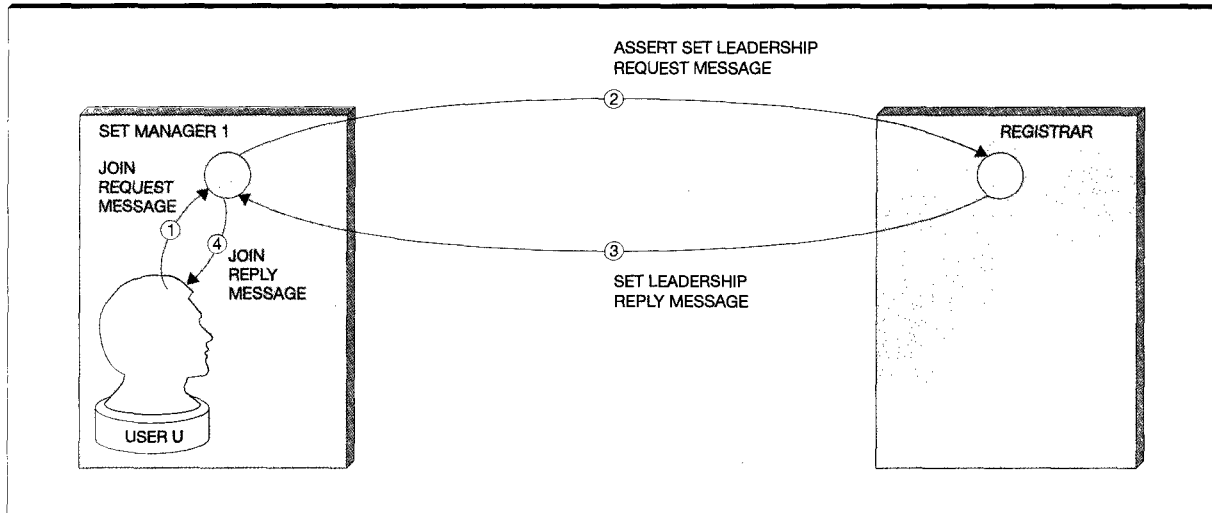 ASSERT SET LEADERSHIP
REQUEST MESSAGE
2
SET MANAGER 1
REGISTRAR
JOIN
REQUEST
MESSAGE
1
4
JOIN
REPLY
MESSAGE
3
SET LEADERSHIP
REPLY MESSAGE
USER U